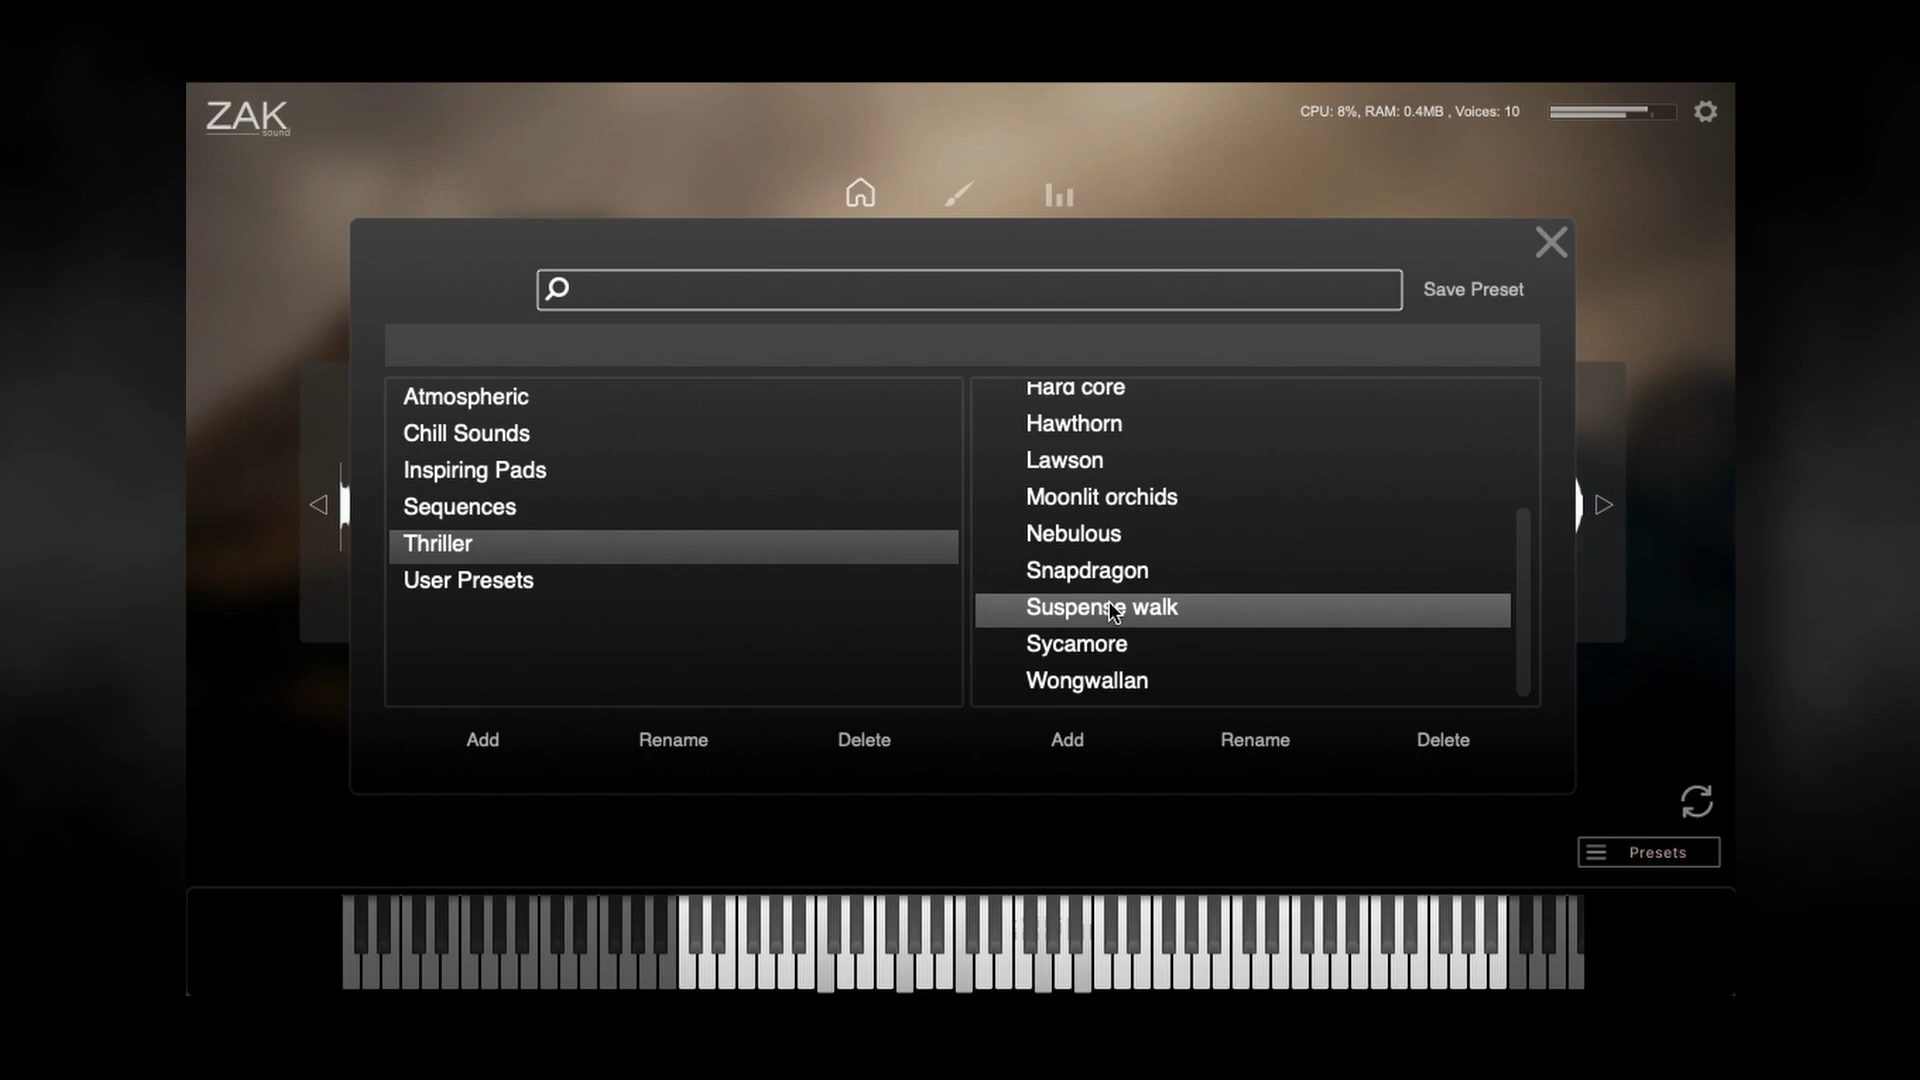 ZAK
sound
CPU: 8%, RAM: 0.4MB , Voices: 10
Save Preset
Atmospheric
Chill Sounds
Inspiring Pads
Sequences
Thriller
User Presets
Hard core
Hawthorn
Lawson
Moonlit orchids
Nebulous
Snapdragon
Suspense walk
Sycamore
Wongwallan
Add
Rename
Delete
Add
Rename
Delete
Presets